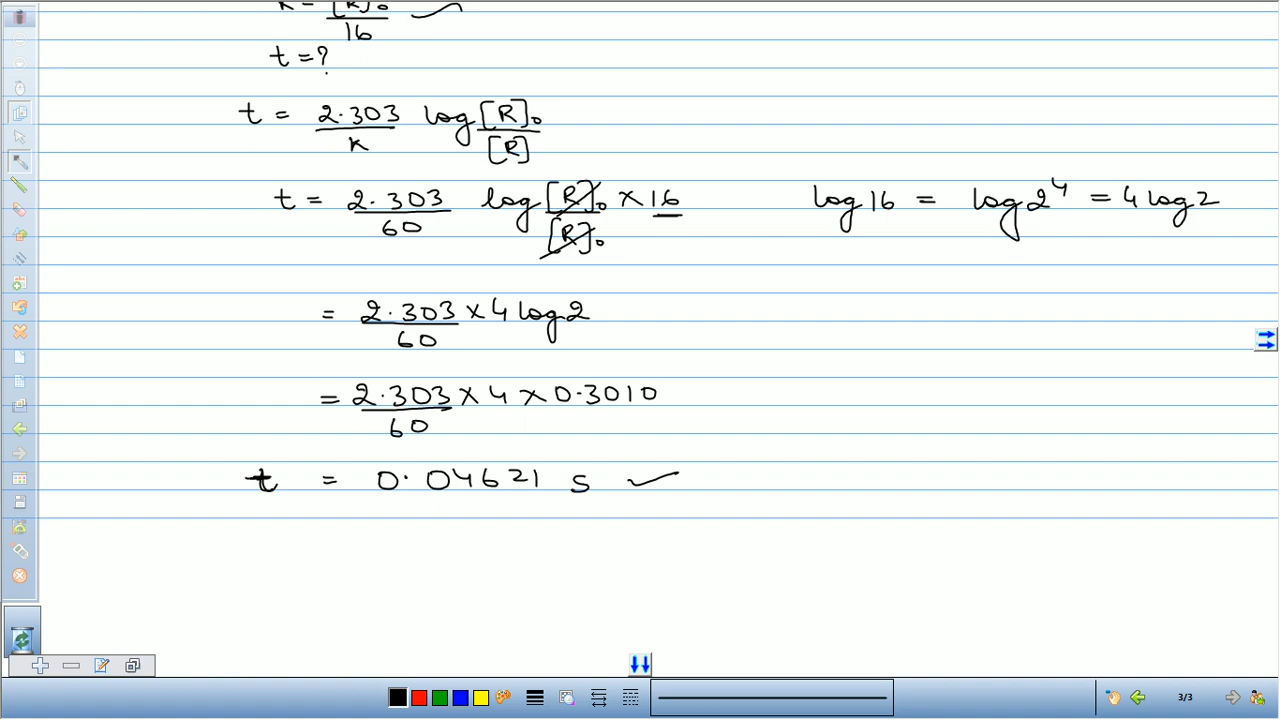 [R]₀
16
t = ?
t = 2.303 log [R]₀
k [R]
t = 2.303 log [R]₀ × 16 log 16 = log 2⁴ = 4 log 2
60 [R]₀
= 2.303 × 4 log 2
60
= 2.303 × 4 × 0.3010
60
t = 0.04621 s
3/3